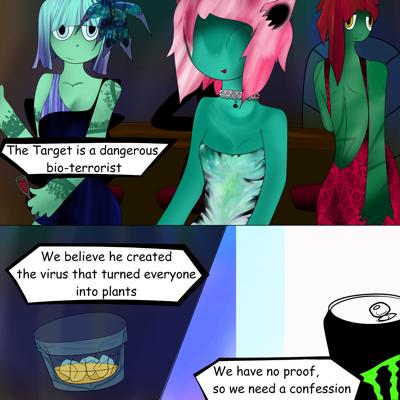 The Target is a dangerous
bio-terrorist
We believe he created
the virus that turned everyone
into plants
We have no proof,
so we need a confession